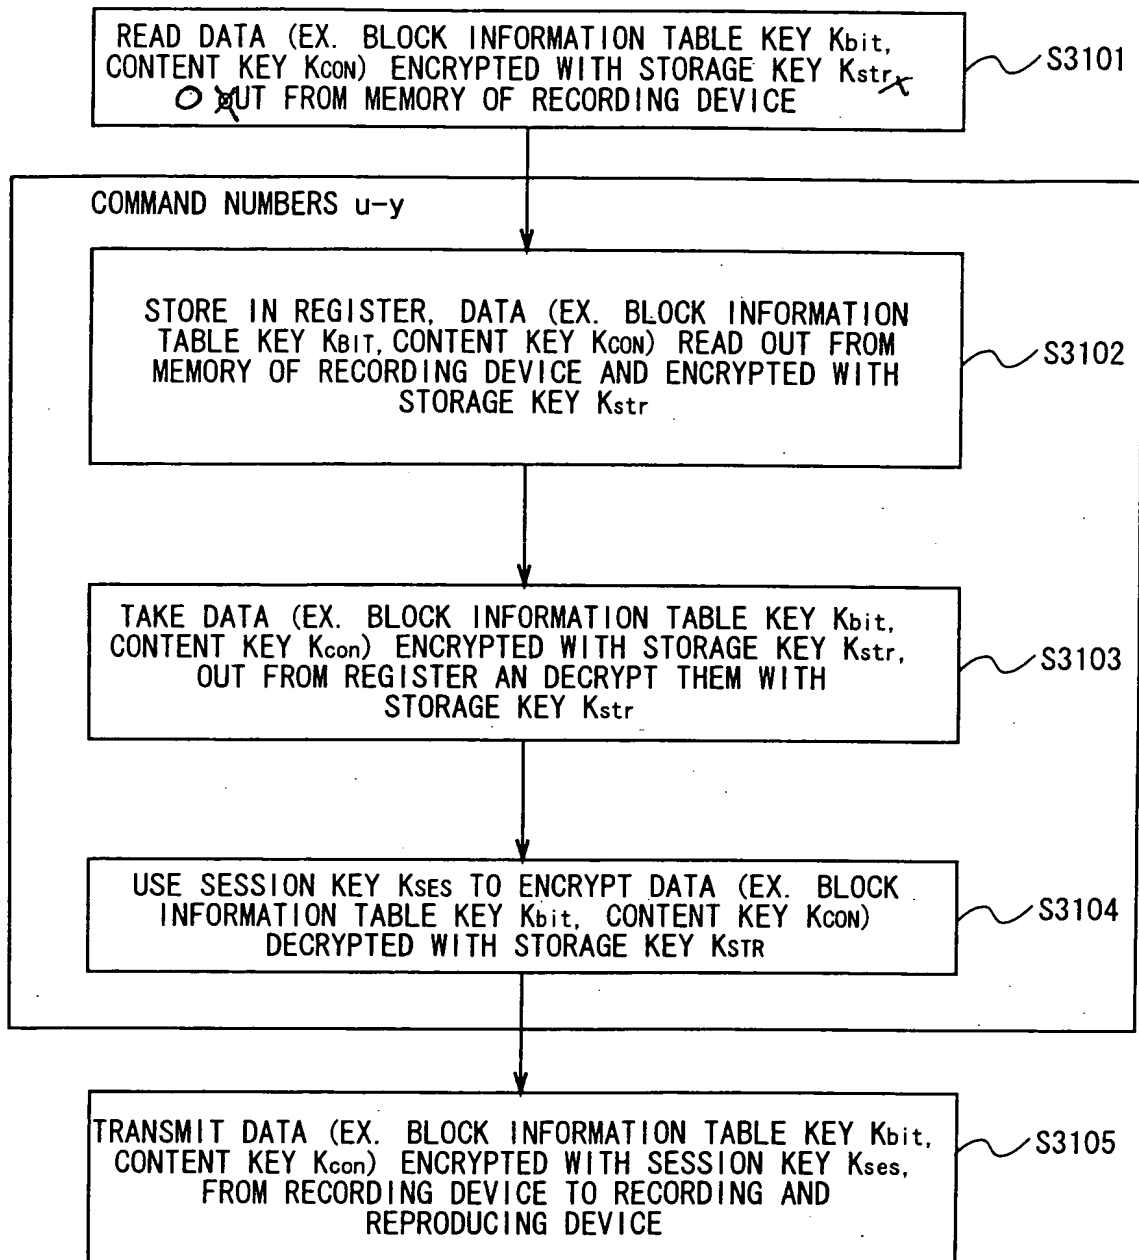 READ DATA (EX. BLOCK INFORMATION TABLE KEY Kbit,
CONTENT KEY KCON) ENCRYPTED WITH STORAGE KEY Kstr
OUT FROM MEMORY OF RECORDING DEVICE
S3101
COMMAND NUMBERS u-y
STORE IN REGISTER, DATA (EX. BLOCK INFORMATION
TABLE KEY KBIT, CONTENT KEY KCON) READ OUT FROM
MEMORY OF RECORDING DEVICE AND ENCRYPTED WITH
STORAGE KEY Kstr
S3102
TAKE DATA (EX. BLOCK INFORMATION TABLE KEY Kbit,
CONTENT KEY Kcon) ENCRYPTED WITH STORAGE KEY Kstr,
OUT FROM REGISTER AN DECRYPT THEM WITH
STORAGE KEY Kstr
S3103
USE SESSION KEY KSES TO ENCRYPT DATA (EX. BLOCK
INFORMATION TABLE KEY Kbit, CONTENT KEY KCON)
DECRYPTED WITH STORAGE KEY KSTR
S3104
TRANSMIT DATA (EX. BLOCK INFORMATION TABLE KEY Kbit,
CONTENT KEY Kcon) ENCRYPTED WITH SESSION KEY Kses,
FROM RECORDING DEVICE TO RECORDING AND
REPRODUCING DEVICE
S3105